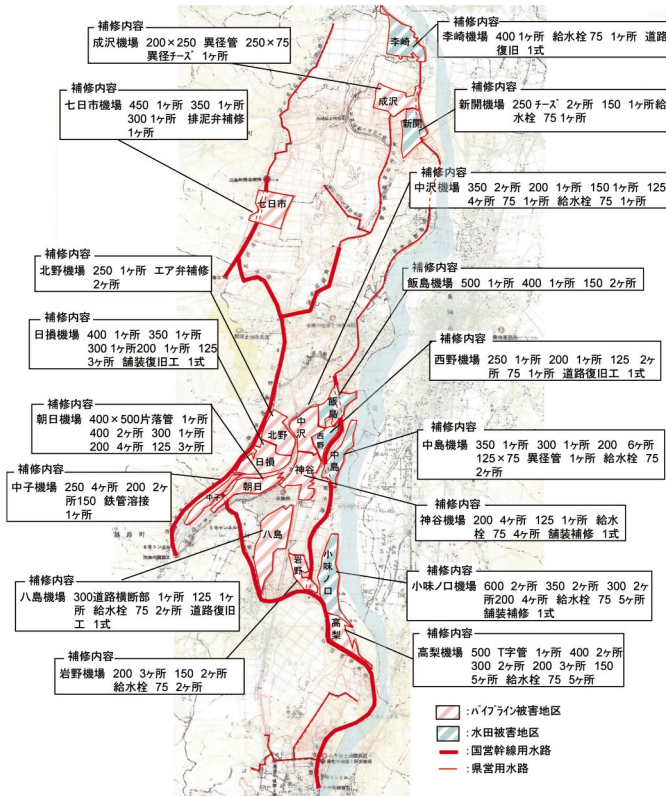 補修内容
李崎機場 400 1ヶ所 給水栓 75 1ヶ所 道路
復旧 1式
補修内容
成沢機場 200×250 異径管 250×75
異径チーズ 1ヶ所
補修内容
七日市機場 450 1ヶ所 350 1ヶ所
300 1ヶ所 排泥弁補修
1ヶ所
補修内容
新開機場 250 チーズ 2ヶ所 150 1ヶ所給
水栓 75 1ヶ所
補修内容
中沢機場 350 2ヶ所 200 1ヶ所 150 1ヶ所 125
4ヶ所 75 1ヶ所 給水栓 75 1ヶ所
補修内容
北野機場 250 1ヶ所 エア弁補修
2ヶ所
補修内容
飯島機場 500 1ヶ所 400 1ヶ所 150 2ヶ所
補修内容
日損機場 400 1ヶ所 350 1ヶ所
300 1ヶ所200 1ヶ所 125
3ヶ所 舗装復旧工 1式
補修内容
西野機場 250 1ヶ所 200 1ヶ所 125 2ヶ
所 75 1ヶ所 道路復旧工 1式
補修内容
朝日機場 400×500片落管 1ヶ所
400 2ヶ所 300 1ヶ所
200 4ヶ所 125 3ヶ所
補修内容
中島機場 350 1ヶ所 300 1ヶ所 200 6ヶ所
125×75 異径管 1ヶ所 給水栓 75
2ヶ所
補修内容
中子機場 250 4ヶ所 200 2ヶ
所150 鉄管溶接
1ヶ所
補修内容
神谷機場 200 4ヶ所 125 1ヶ所 給水
栓 75 4ヶ所 舗装補修 1式
補修内容
八島機場 300道路横断部 1ヶ所 125 1ヶ
所 給水栓 75 2ヶ所 道路復旧
工 1式
補修内容
小味ノ口機場 600 2ヶ所 350 2ヶ所 300 2ヶ
所200 4ヶ所 給水栓 75 5ヶ所
舗装補修 1式
補修内容
岩野機場 200 3ヶ所 150 2ヶ所
給水栓 75 2ヶ所
補修内容
高梨機場 500 T字管 1ヶ所 400 2ヶ所
300 2ヶ所 200 3ヶ所 150
5ヶ所 給水栓 75 5ヶ所
李崎
成沢
新開
七日市
飯島
中沢
西野
北野
中島
日損
神谷
朝日
中子
八島
岩野
小味ノ口
高梨
越路町
:パイプライン被害地区
:水田被害地区
:国営幹線用水路
:県営用水路